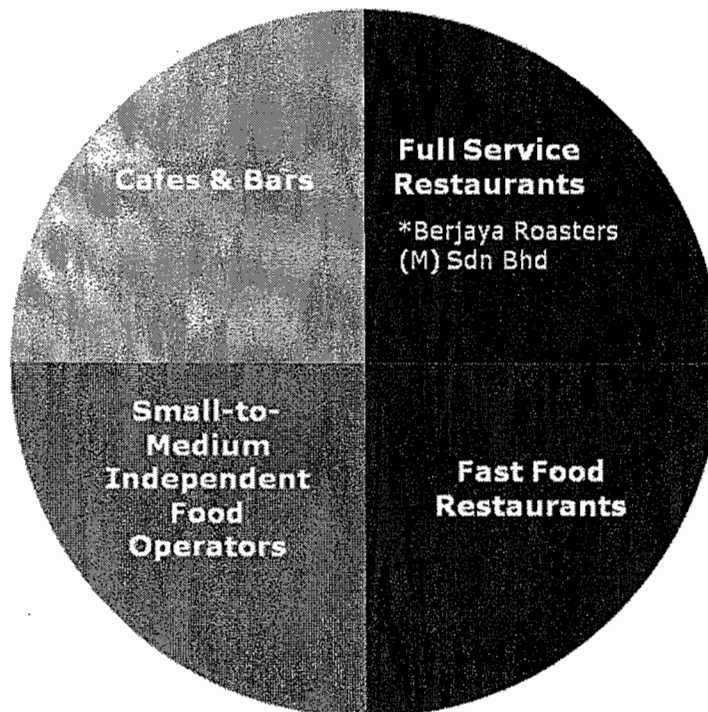 Cafes & Bars
Full Service
Restaurants
*Berjaya Roasters
(M) Sdn Bhd
Small-to-
Medium
Independent
Food
Operators
Fast Food
Restaurants